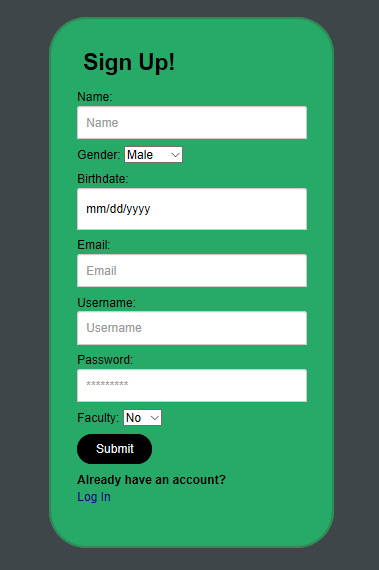 Sign Up!
Name:
Name
Gender: Male
Birthdate:
mm/dd/yyyy
Email:
Email
Username:
Username
Password:
*********
Faculty: No
Submit
Already have an account?
Log In